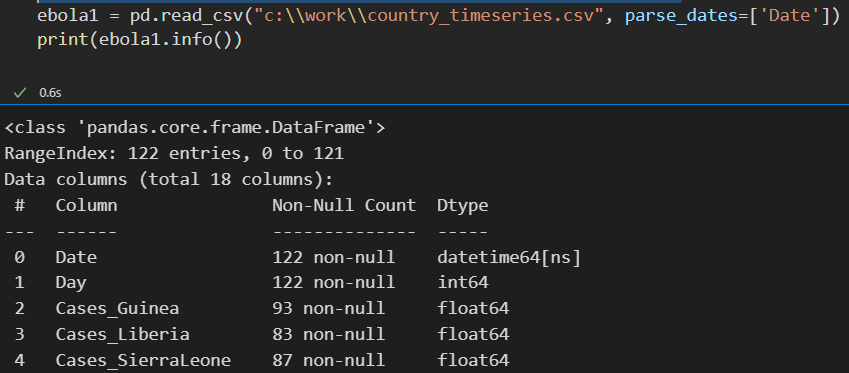 ebola1 = pd.read_csv("c:\\work\\country_timeseries.csv", parse_dates=['Date'])
print(ebola1.info())
0.6s
<class 'pandas.core.frame.DataFrame'>
RangeIndex: 122 entries, 0 to 121
Data columns (total 18 columns):
 #   Column               Non-Null Count  Dtype
---  ------               --------------  -----
 0   Date                 122 non-null    datetime64[ns]
 1   Day                  122 non-null    int64
 2   Cases_Guinea         93 non-null     float64
 3   Cases_Liberia        83 non-null     float64
 4   Cases_SierraLeone    87 non-null     float64